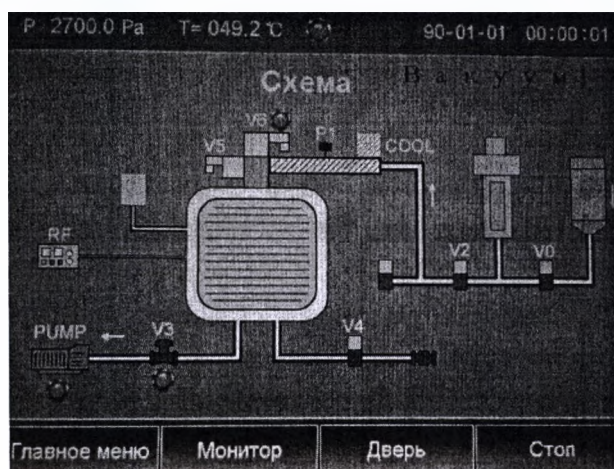 P 2700.0 Pa T= 049.2 ℃ 90-01-01 00:00:01
Схема В а к у у м
V6
V5 P1 COOL
RF
V2 V0
PUMP V3 V4
Главное меню Монитор Дверь Стоп